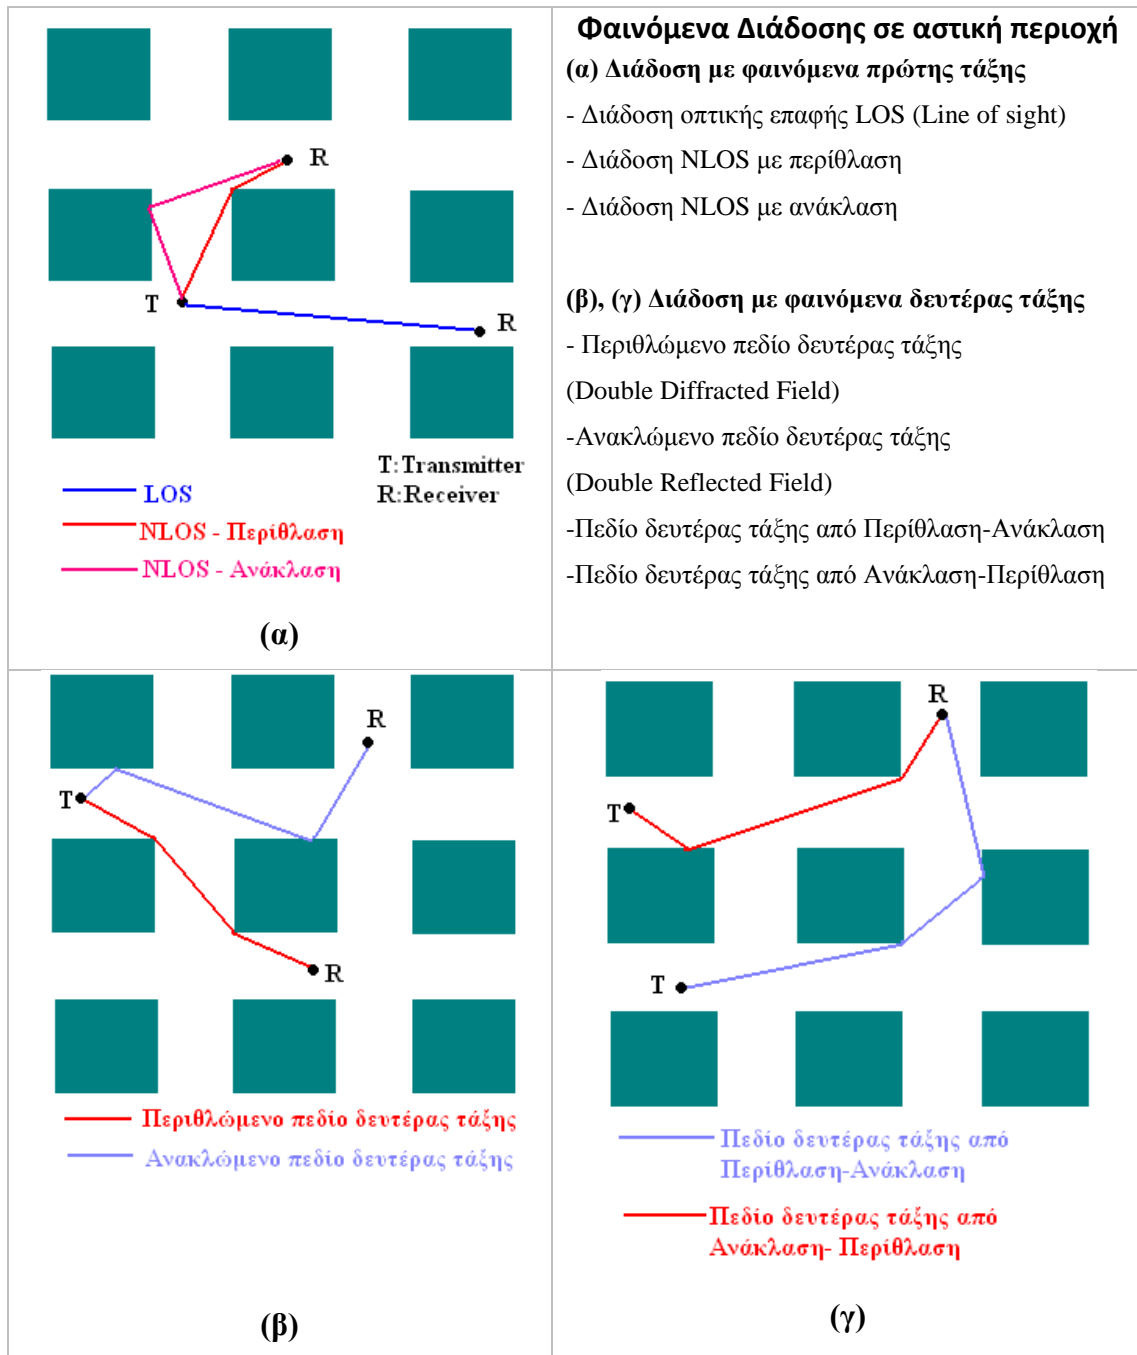 R
T
R
T:Transmitter
R:Receiver
LOS
NLOS - Περίθλαση
NLOS - Ανάκλαση
(α)
Φαινόμενα Διάδοσης σε αστική περιοχή
(α) Διάδοση με φαινόμενα πρώτης τάξης
- Διάδοση οπτικής επαφής LOS (Line of sight)
- Διάδοση NLOS με περίθλαση
- Διάδοση NLOS με ανάκλαση
(β), (γ) Διάδοση με φαινόμενα δευτέρας τάξης
- Περιθλώμενο πεδίο δευτέρας τάξης
(Double Diffracted Field)
-Ανακλώμενο πεδίο δευτέρας τάξης
(Double Reflected Field)
-Πεδίο δευτέρας τάξης από Περίθλαση-Ανάκλαση
-Πεδίο δευτέρας τάξης από Ανάκλαση-Περίθλαση
R
T
R
Περιθλώμενο πεδίο δευτέρας τάξης
Ανακλώμενο πεδίο δευτέρας τάξης
(β)
R
T
T
Πεδίο δευτέρας τάξης από
Περίθλαση-Ανάκλαση
Πεδίο δευτέρας τάξης από
Ανάκλαση- Περίθλαση
(γ)